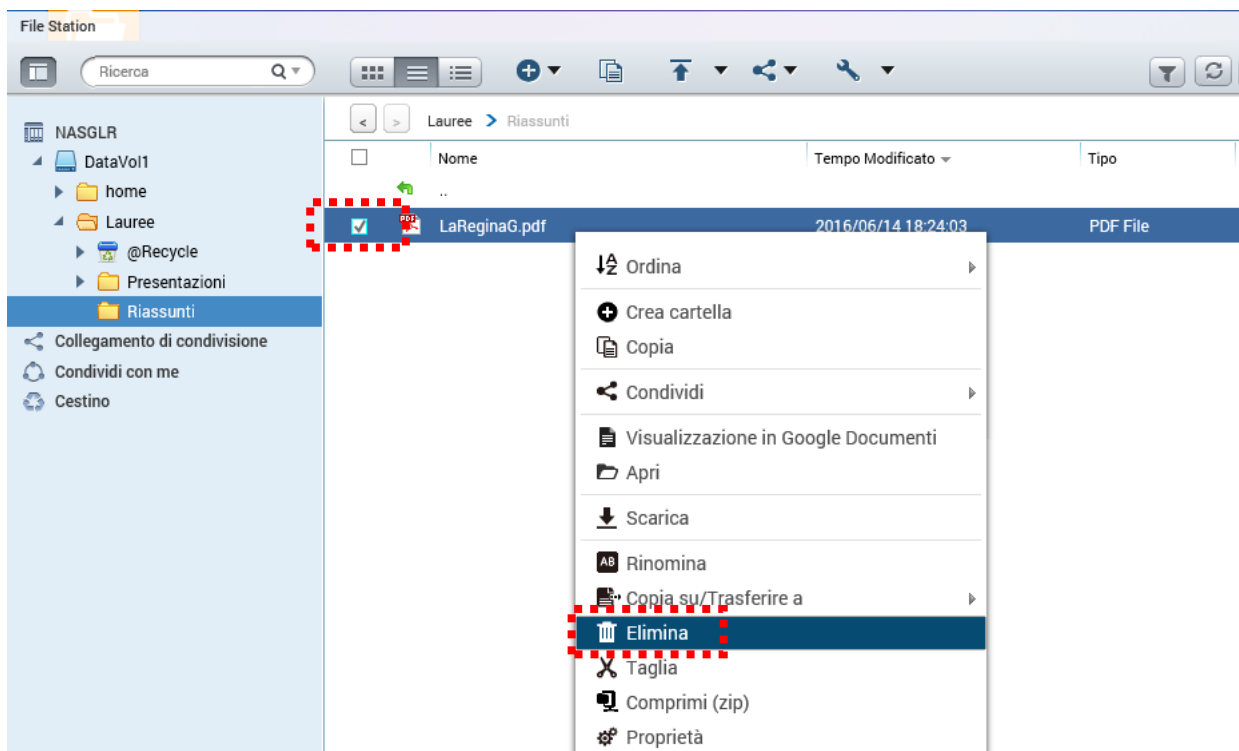 File Station
Ricerca
NASGLR
DataVol1
home
Lauree
@Recycle
Presentazioni
Riassunti
Collegamento di condivisione
Condividi con me
Cestino
< > Lauree > Riassunti
Nome Tempo Modificato Tipo
..
PDF LaReginaG.pdf 2016/06/14 18:24:03 PDF File
Ordina
Crea cartella
Copia
Condividi
Visualizzazione in Google Documenti
Apri
Scarica
AB Rinomina
Copia su/Trasferire a
Elimina
Taglia
Comprimi (zip)
Proprietà